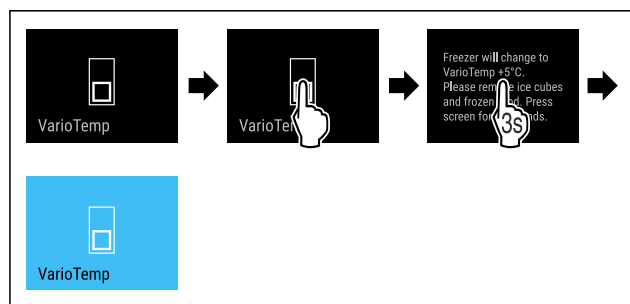 VarioTemp
VarioTe
Freezer will change to
VarioTemp +5°C.
Please ice cubes
and frozen Press
screen for
3s
VarioTemp